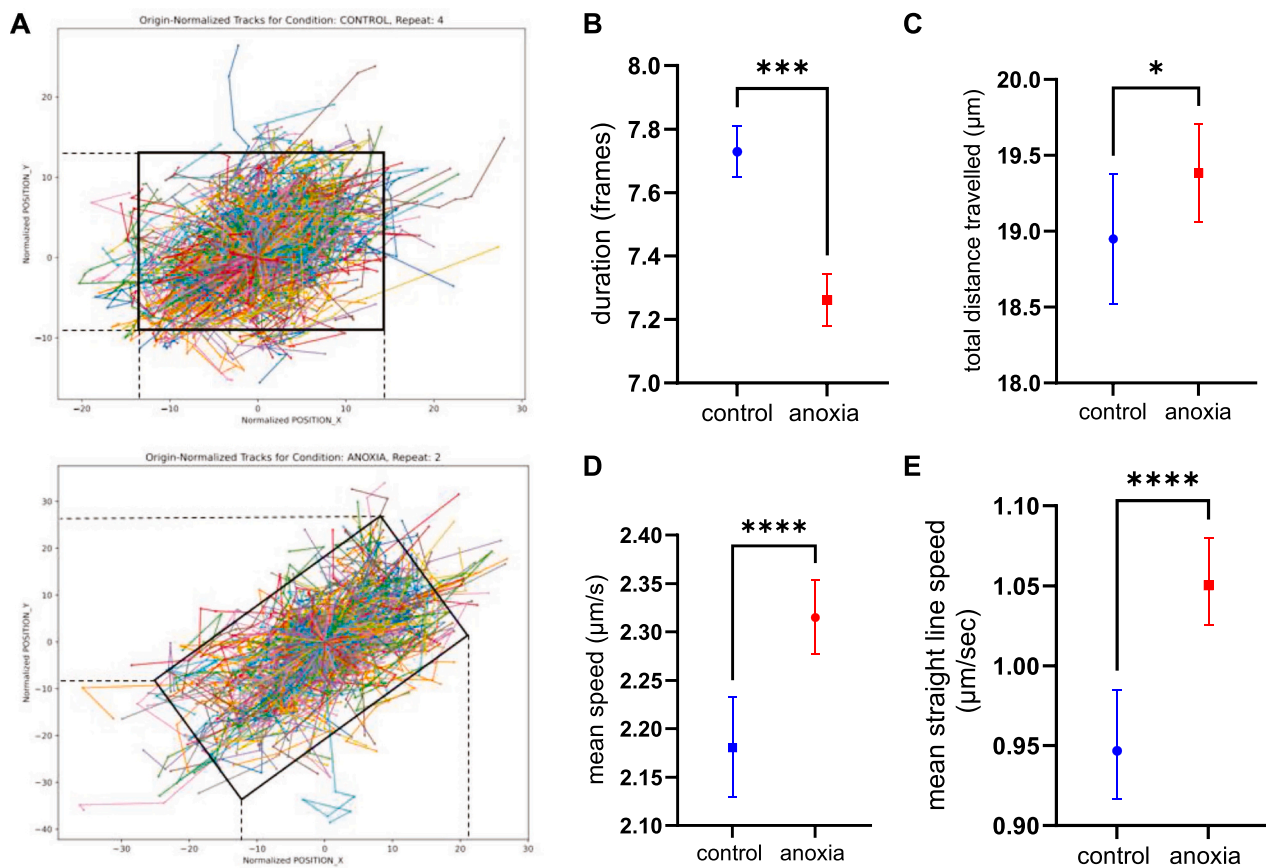 A
Origin-Normalized Tracks for Condition: CONTROL, Repeat: 4
Normalized POSITION_Y
20
10
0
−10
−20
−10
0
10
20
30
Normalized POSITION_X
Origin-Normalized Tracks for Condition: ANOXIA, Repeat: 2
Normalized POSITION_Y
30
20
10
0
−10
−20
−30
−40
−30
−20
−10
0
10
20
Normalized POSITION_X
B
duration (frames)
8.0
7.8
7.6
7.4
7.2
7.0
***
control
anoxia
C
total distance travelled (µm)
20.0
19.5
19.0
18.5
18.0
*
control
anoxia
D
mean speed (µm/s)
2.40
2.35
2.30
2.25
2.20
2.15
2.10
****
control
anoxia
E
mean straight line speed
(µm/sec)
1.10
1.05
1.00
0.95
0.90
****
control
anoxia